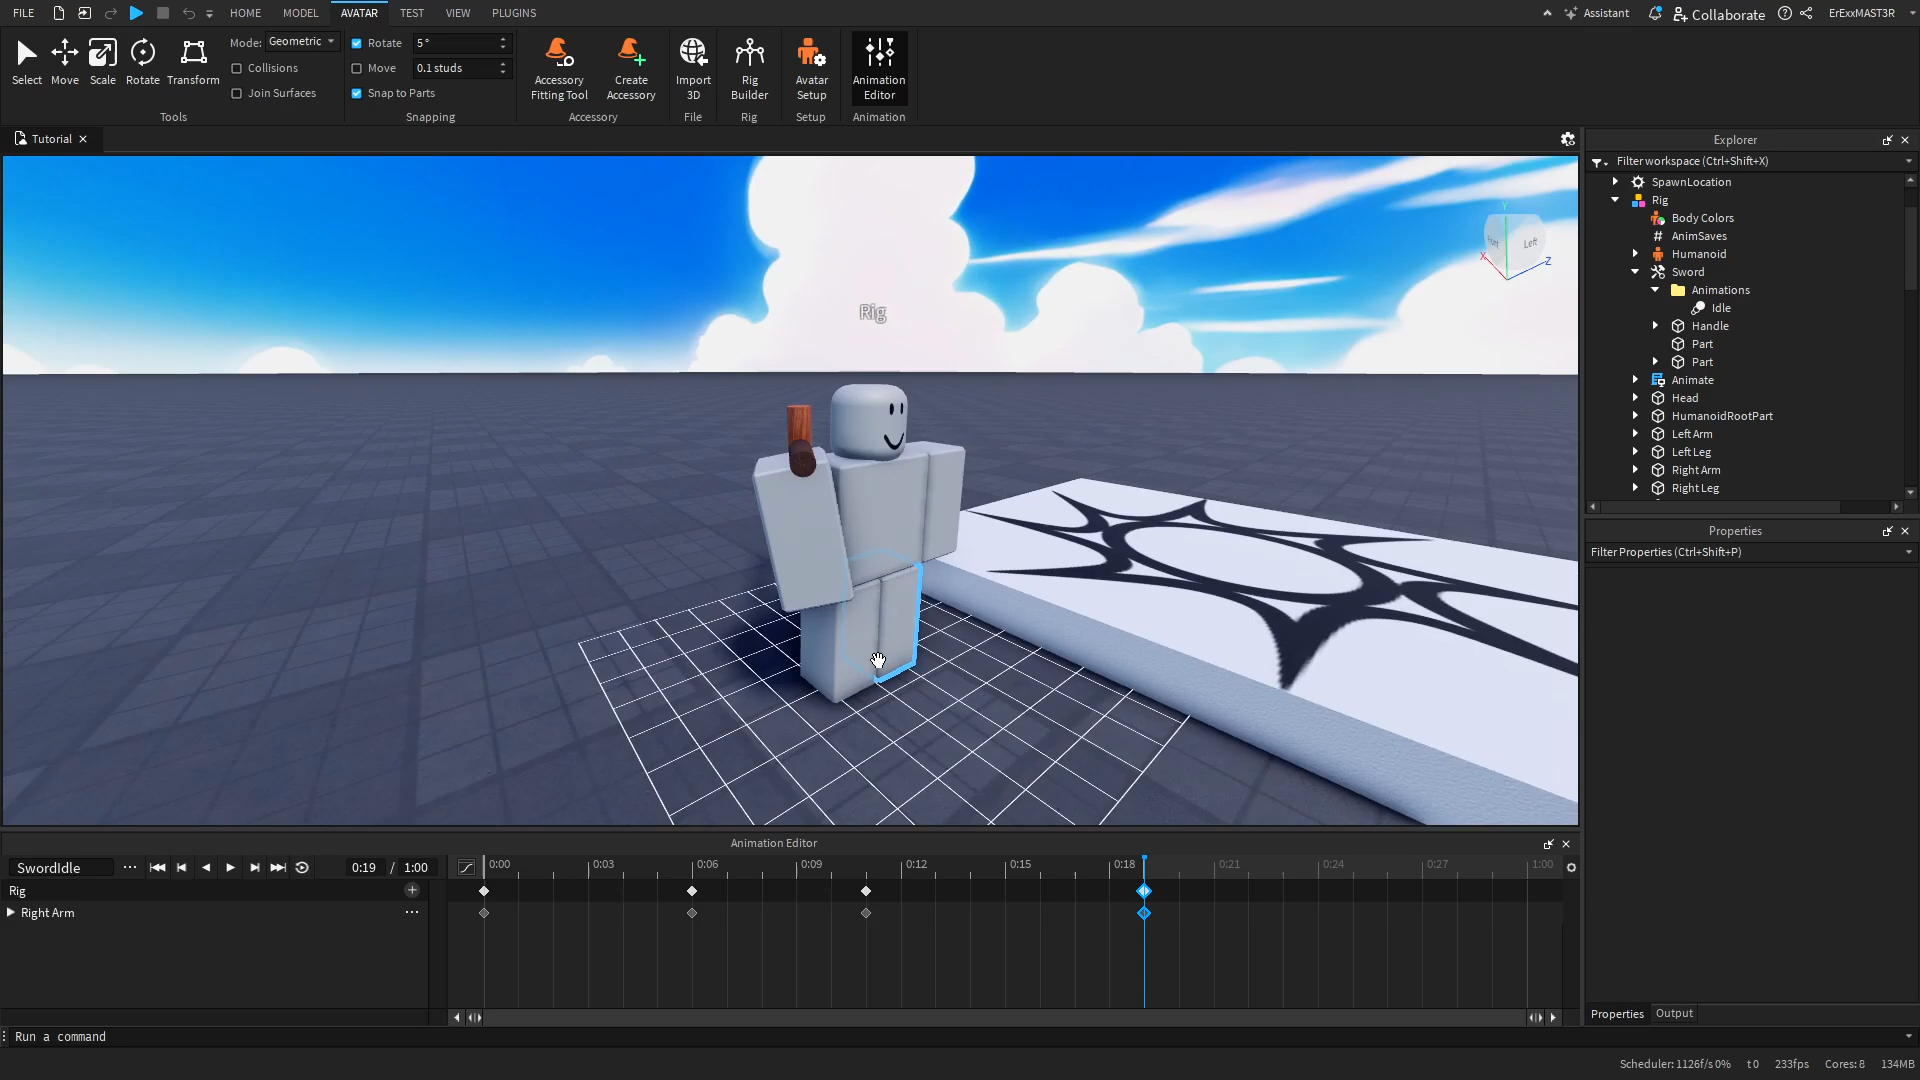 FILE HOME MODEL AVATAR TEST VIEW PLUGINS Assistant Collaborate ErExxMAST3R
Select Move Scale Rotate Transform
Mode: Geometric
Collisions
Join Surfaces
Tools
Rotate 5°
Move 0.1 studs
Snap to Parts
Snapping
Accessory Fitting Tool
Create Accessory
Accessory
Import 3D
File
Rig Builder
Rig
Avatar Setup
Setup
Animation Editor
Animation
Tutorial
Rig
Y
Front Left
X Z
Explorer
Filter workspace (Ctrl+Shift+X)
SpawnLocation
Rig
Body Colors
# AnimSaves
Humanoid
Sword
Animations
Idle
Handle
Part
Part
Animate
Head
HumanoidRootPart
Left Arm
Left Leg
Right Arm
Right Leg
Properties
Filter Properties (Ctrl+Shift+P)
Properties Output
Animation Editor
SwordIdle 0:19 / 1:00 0:00 0:03 0:06 0:09 0:12 0:15 0:18 0:21 0:24 0:27 1:00
Rig
Right Arm
Run a command
Scheduler: 1126f/s 0% t 0 233fps Cores: 8 134MB